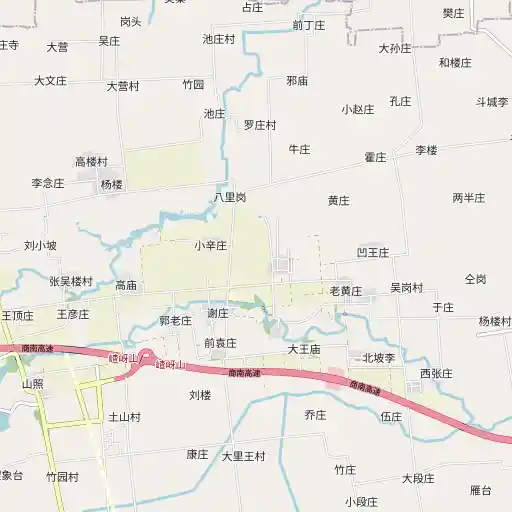 占庄
樊庄
岗头
前丁庄
池庄村
吴庄
庄寺
大营
大孙庄
和楼庄
大文庄
竹园
邪庙
大营村
斗城李
孔庄
小赵庄
池庄
罗庄村
牛庄
李楼
霍庄
高楼村
李念庄
杨楼
八里岗
黄庄
两半庄
刘小坡
小辛庄
凹王庄
张吴楼村
高庙
仝岗
吴岗村
老黄庄
于庄
王顶庄
王彦庄
谢庄
郭老庄
杨楼村
前袁庄
商南高速
大王庙
嵖岈山
北坡李
嵖岈山
商南高速
西张庄
山照
商南高速
刘楼
土山村
乔庄
伍庄
康庄
大里王村
竹庄
象台
竹园村
大段庄
雁台
小段庄